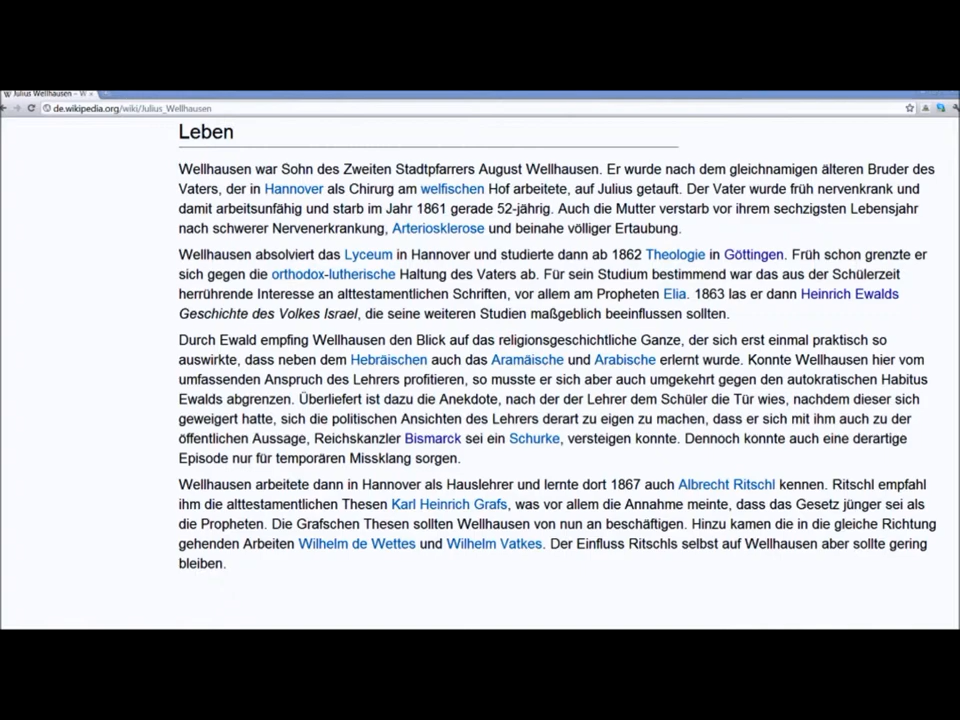 Julius Wellhausen – W
de.wikipedia.org/wiki/Julius_Wellhausen
Leben
Wellhausen war Sohn des Zweiten Stadtpfarrers August Wellhausen. Er wurde nach dem gleichnamigen älteren Bruder des
Vaters, der in Hannover als Chirurg am welfischen Hof arbeitete, auf Julius getauft. Der Vater wurde früh nervenkrank und
damit arbeitsunfähig und starb im Jahr 1861 gerade 52-jährig. Auch die Mutter verstarb vor ihrem sechzigsten Lebensjahr
nach schwerer Nervenerkrankung, Arteriosklerose und beinahe völliger Ertaubung.
Wellhausen absolviert das Lyceum in Hannover und studierte dann ab 1862 Theologie in Göttingen. Früh schon grenzte er
sich gegen die orthodox-lutherische Haltung des Vaters ab. Für sein Studium bestimmend war das aus der Schülerzeit
herrührende Interesse an alttestamentlichen Schriften, vor allem am Propheten Elia. 1863 las er dann Heinrich Ewalds
Geschichte des Volkes Israel, die seine weiteren Studien maßgeblich beeinflussen sollten.
Durch Ewald empfing Wellhausen den Blick auf das religionsgeschichtliche Ganze, der sich erst einmal praktisch so
auswirkte, dass neben dem Hebräischen auch das Aramäische und Arabische erlernt wurde. Konnte Wellhausen hier vom
umfassenden Anspruch des Lehrers profitieren, so musste er sich aber auch umgekehrt gegen den autokratischen Habitus
Ewalds abgrenzen. Überliefert ist dazu die Anekdote, nach der der Lehrer dem Schüler die Tür wies, nachdem dieser sich
geweigert hatte, sich die politischen Ansichten des Lehrers derart zu eigen zu machen, dass er sich mit ihm auch zu der
öffentlichen Aussage, Reichskanzler Bismarck sei ein Schurke, versteigen konnte. Dennoch konnte auch eine derartige
Episode nur für temporären Missklang sorgen.
Wellhausen arbeitete dann in Hannover als Hauslehrer und lernte dort 1867 auch Albrecht Ritschl kennen. Ritschl empfahl
ihm die alttestamentlichen Thesen Karl Heinrich Grafs, was vor allem die Annahme meinte, dass das Gesetz jünger sei als
die Propheten. Die Grafschen Thesen sollten Wellhausen von nun an beschäftigen. Hinzu kamen die in die gleiche Richtung
gehenden Arbeiten Wilhelm de Wettes und Wilhelm Vatkes. Der Einfluss Ritschls selbst auf Wellhausen aber sollte gering
bleiben.